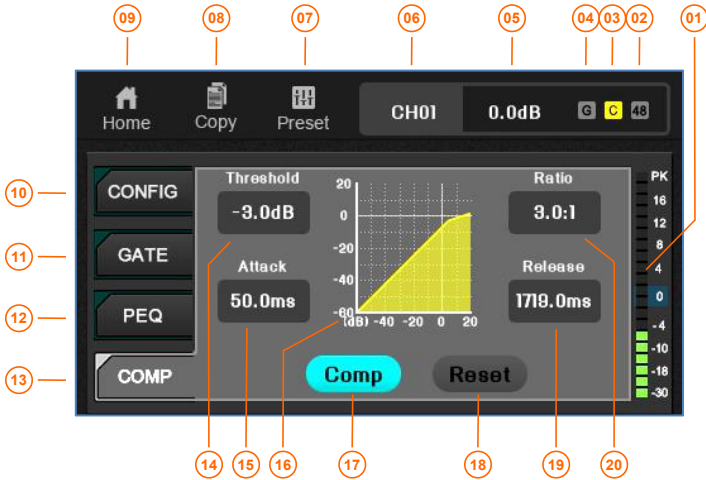 09 08 07 06 05 04 03 02 01
Home Copy Preset CH01 0.0dB G C 48
10 CONFIG
11 GATE
12 PEQ
13 COMP
Threshold
-3.0dB
Attack
50.0ms
20
0
-20
-40
-60
(dB) -40 -20 0 20
Ratio
3.0:1
Release
1719.0ms
Comp Reset
PK
16
12
8
4
0
-4
-10
-18
-30
14 15 16 17 18 19 20